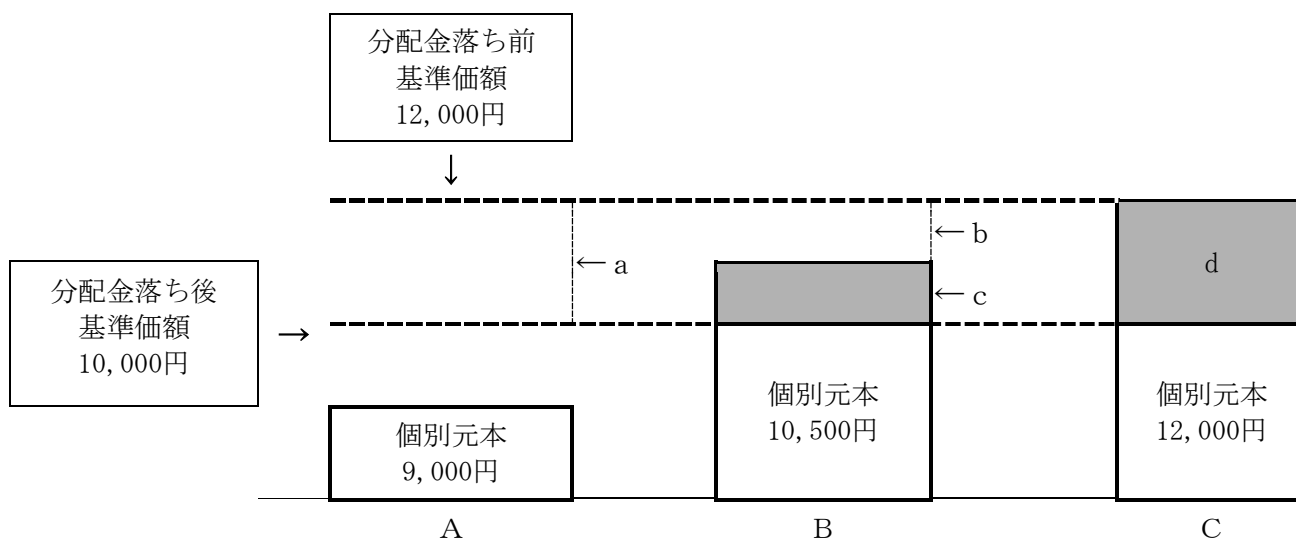 分配金落ち前
基準価額
12,000円
↓
← b
← a
d
分配金落ち後
基準価額
10,000円
→
← c
個別元本
10,500円
個別元本
12,000円
個別元本
9,000円
A
B
C